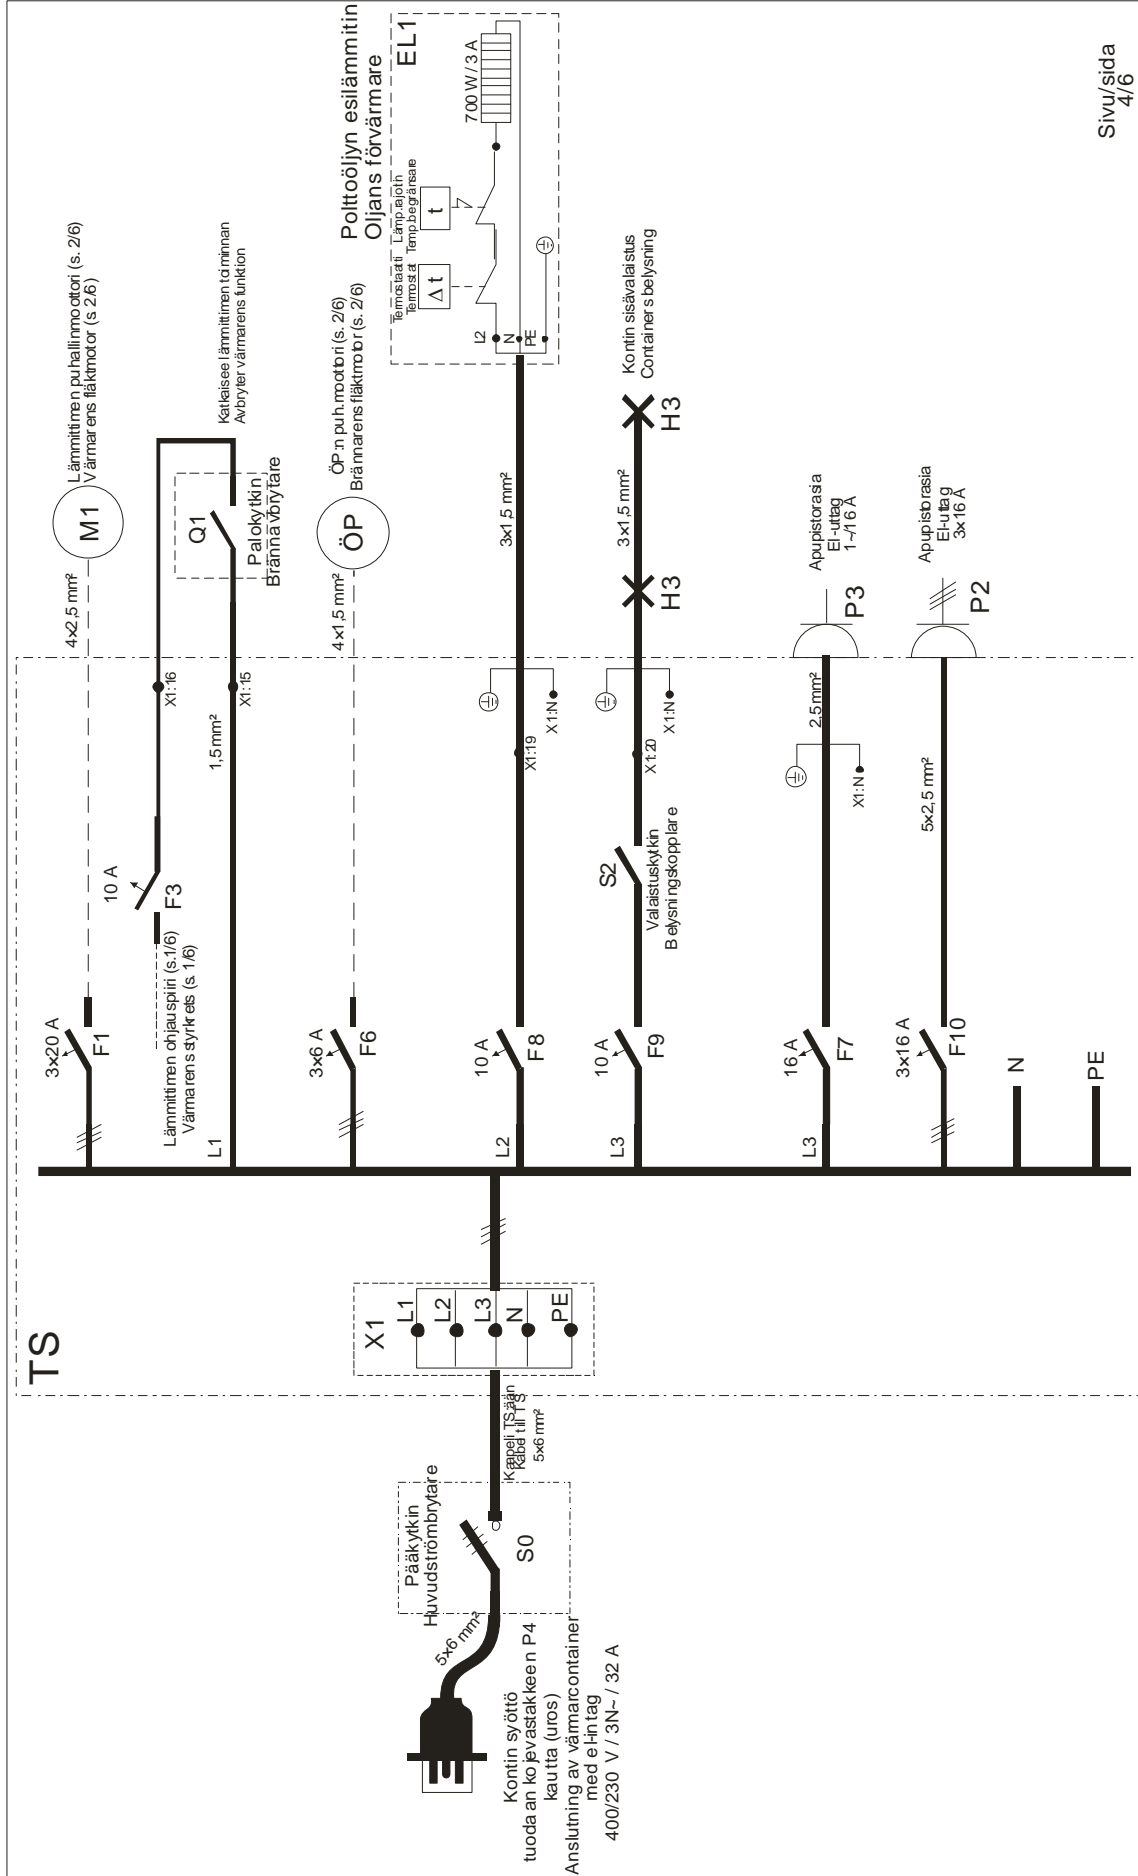 TS
Kontin syöttö
tuodaan kojevastakkeen P4
kautta (uros)
Anslutning av värmarcontainer
med el-intag
400/230 V / 3N~ / 32 A
5x6 mm²
Pääkytkin
Huvudströmbrytare
S0
Kaapeli TS:ään
Kabel till TS
5x6 mm²
X1
L1
L2
L3
N
PE
3x20 A
F1
4x2,5 mm²
M1
Lämmittimen puhallinmoottori (s. 2/6)
Värmarens fläktmotor (s 2/6)
Lämmittimen ohjauspiiri (s.1/6)
Värmarens styrkrets (s. 1/6)
10 A
F3
X1:16
L1
1,5 mm²
X1:15
Q1
Palokytkin
Brännavbrytare
Katkaisee lämmittimen toiminnan
Avbryter värmarens funktion
3x6 A
F6
4x1,5 mm²
ÖP
ÖP:n puh.moottori (s. 2/6)
Brännarens fläktmotor (s. 2/6)
L2
10 A
F8
X1:19
X1:N
3x1,5 mm²
L2
N
PE
Termostaatti
Termostat
Δ t
Lämp.rajoitin
Temp.begränsare
t
700 W / 3 A
EL1
Polttoöljyn esilämmitin
Oljans förvärmare
L3
10 A
F9
S2
Valaistuskytkin
Belysningskopplare
X1:20
X1:N
H3
3x1,5 mm²
H3
Kontin sisävalaistus
Containers belysning
L3
16 A
F7
X1:N
2,5 mm²
P3
Apupistorasia
El-uttag
1~/16 A
3x16 A
F10
5x2,5 mm²
P2
Apupistorasia
El-uttag
3x16 A
N
PE
Sivu/sida
4/6